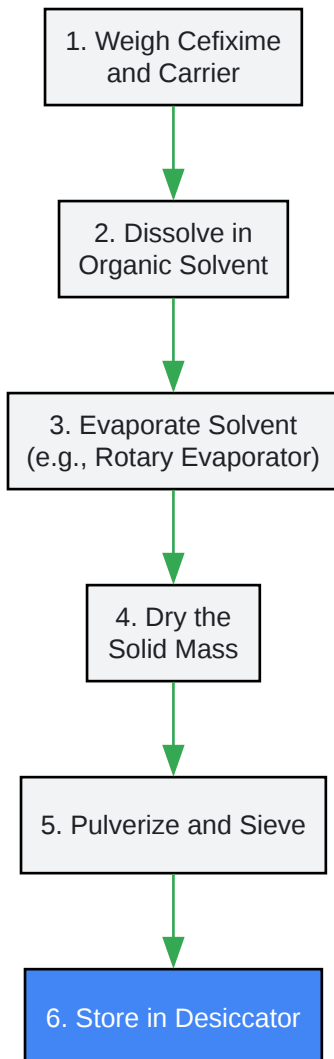 1. Weigh Cefixime
and Carrier
2. Dissolve in
Organic Solvent
3. Evaporate Solvent
(e.g., Rotary Evaporator)
4. Dry the
Solid Mass
5. Pulverize and Sieve
6. Store in Desiccator